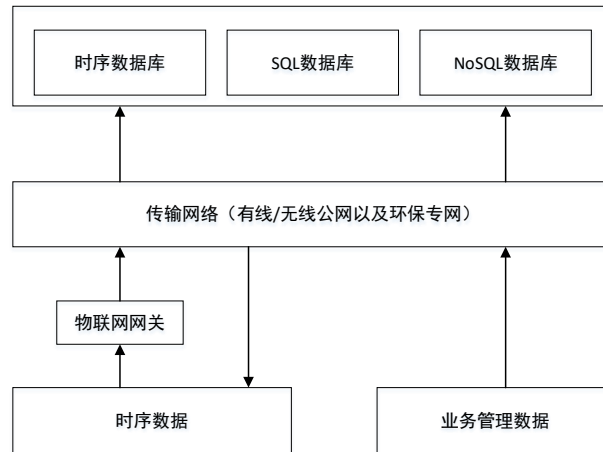 时序数据库
SQL数据库
NoSQL数据库
传输网络（有线/无线公网以及环保专网）
物联网网关
时序数据
业务管理数据